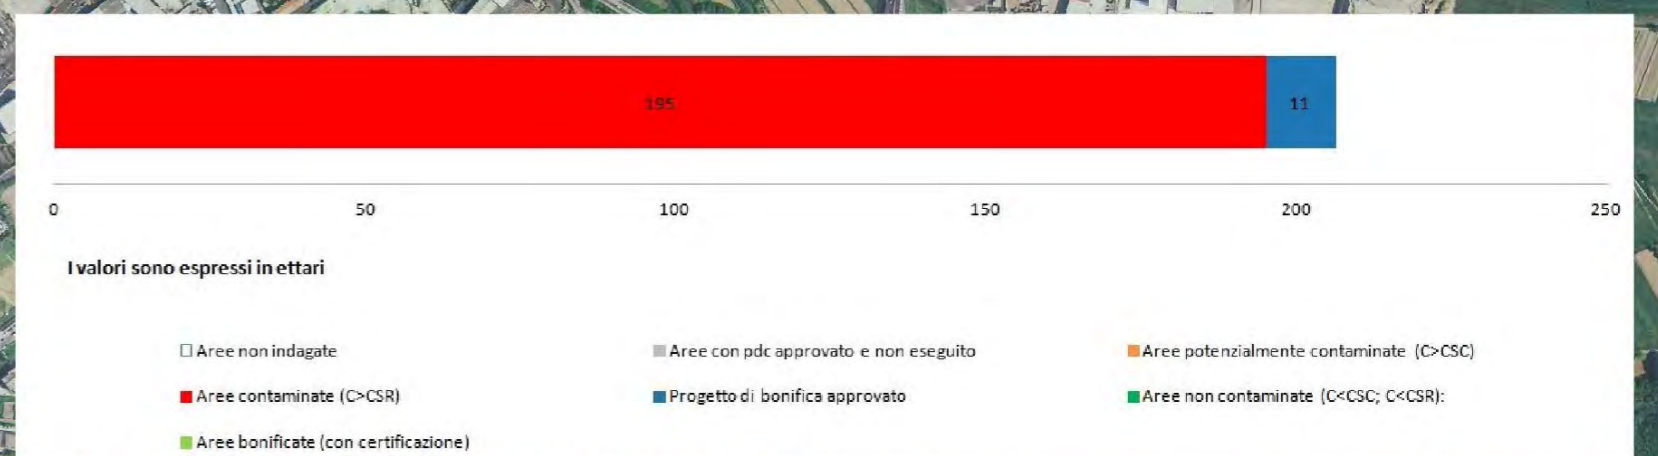 195 11
0 50 100 150 200 250
I valori sono espressi in ettari
Aree non indagate Aree con pdc approvato e non eseguito Aree potenzialmente contaminate (C>CSC)
Aree contaminate (C>CSR) Progetto di bonifica approvato Aree non contaminate (C<CSC; C<CSR):
Aree bonificate (con certificazione)